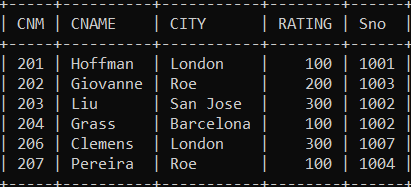 | CNM | CNAME | CITY | RATING | Sno |
| 201 | Hoffman | London | 100 | 1001 |
| 202 | Giovanne | Roe | 200 | 1003 |
| 203 | Liu | San Jose | 300 | 1002 |
| 204 | Grass | Barcelona | 100 | 1002 |
| 206 | Clemens | London | 300 | 1007 |
| 207 | Pereira | Roe | 100 | 1004 |